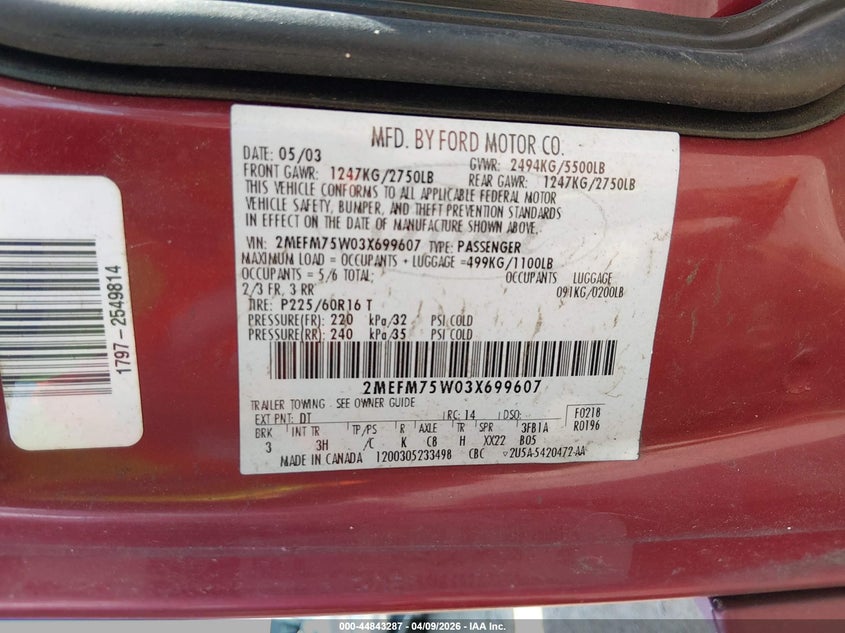 MFD. BY FORD MOTOR CO.
DATE: 05/03 GVWR: 2494KG/5500LB
FRONT GAWR: 1247KG/2750LB REAR GAWR: 1247KG/2750LB
THIS VEHICLE CONFORMS TO ALL APPLICABLE FEDERAL MOTOR
VEHICLE SAFETY, BUMPER, AND THEFT PREVENTION STANDARDS
IN EFFECT ON THE DATE OF MANUFACTURE SHOWN ABOVE.
VIN: 2MEFM75W03X699607 TYPE: PASSENGER
MAXIMUM LOAD = OCCUPANTS + LUGGAGE = 499KG/1100LB
OCCUPANTS = 5/6 TOTAL; OCCUPANTS LUGGAGE
2/3 FR, 3 RR 091KG/0200LB
TIRE: P225/60R16 T
PRESSURE(FR): 220 kPa/32 PSI COLD
PRESSURE(RR): 240 kPa/35 PSI COLD
2MEFM75W03X699607
TRAILER TOWING - SEE OWNER GUIDE
EXT PNT: DT RC: 14 DSO: F0218
BRK INT TR TP/PS R AXLE TR SPR 3FB1A R0196
3 3H /C K C8 H XX22 B05
MADE IN CANADA 1200305233498 CBC 2U5A-5420472-AA
1797-2549814
000-44843287 - 04/09/2026 - IAA Inc.